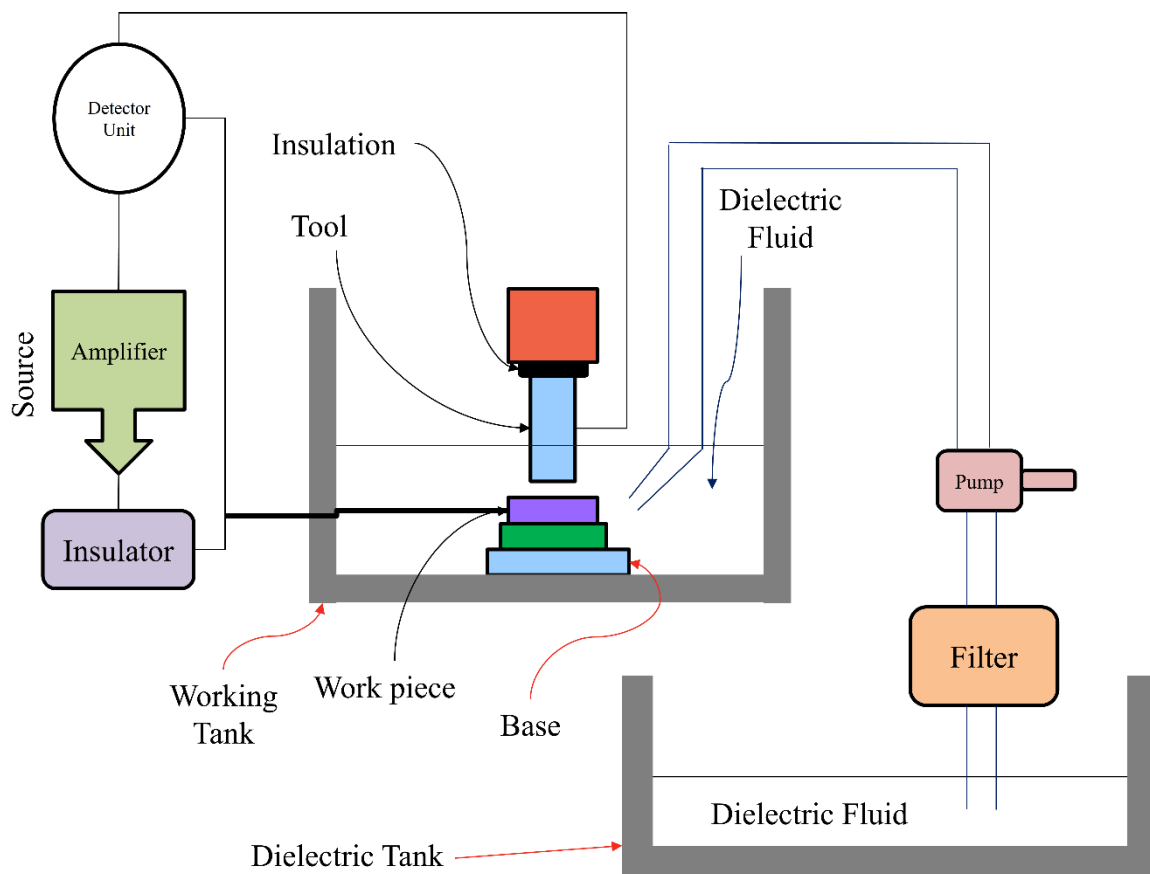 Detector
Unit
Insulation
Dielectric
Fluid
Tool
Source
Amplifier
Pump
Insulator
Filter
Working
Tank
Work piece
Base
Dielectric Fluid
Dielectric Tank